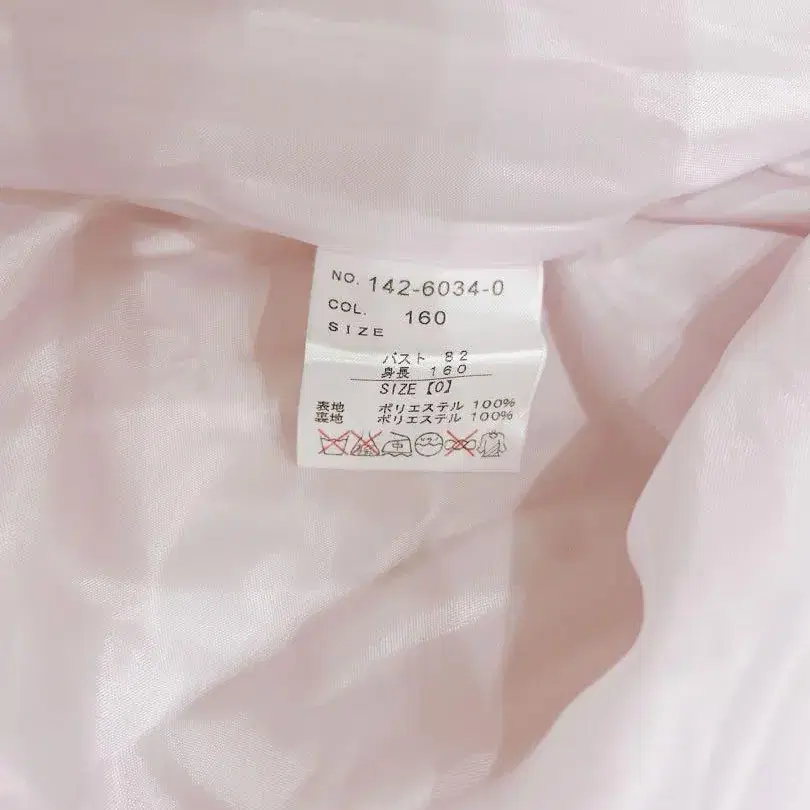 NO. 142-6034-0
COL. 160
SIZE
バスト 82
身長 160
SIZE【0】
表地 ポリエステル 100%
裏地 ポリエステル 100%